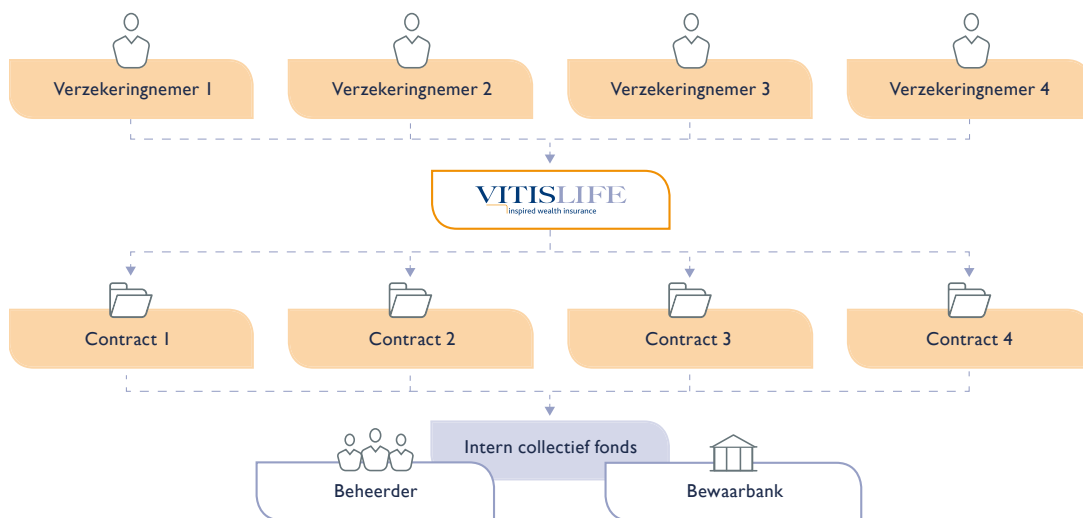 Verzekeringnemer 1
Verzekeringnemer 2
Verzekeringnemer 3
Verzekeringnemer 4
VITISLIFE
inspired wealth insurance
Contract 1
Contract 2
Contract 3
Contract 4
Intern collectief fonds
Beheerder
Bewaarbank